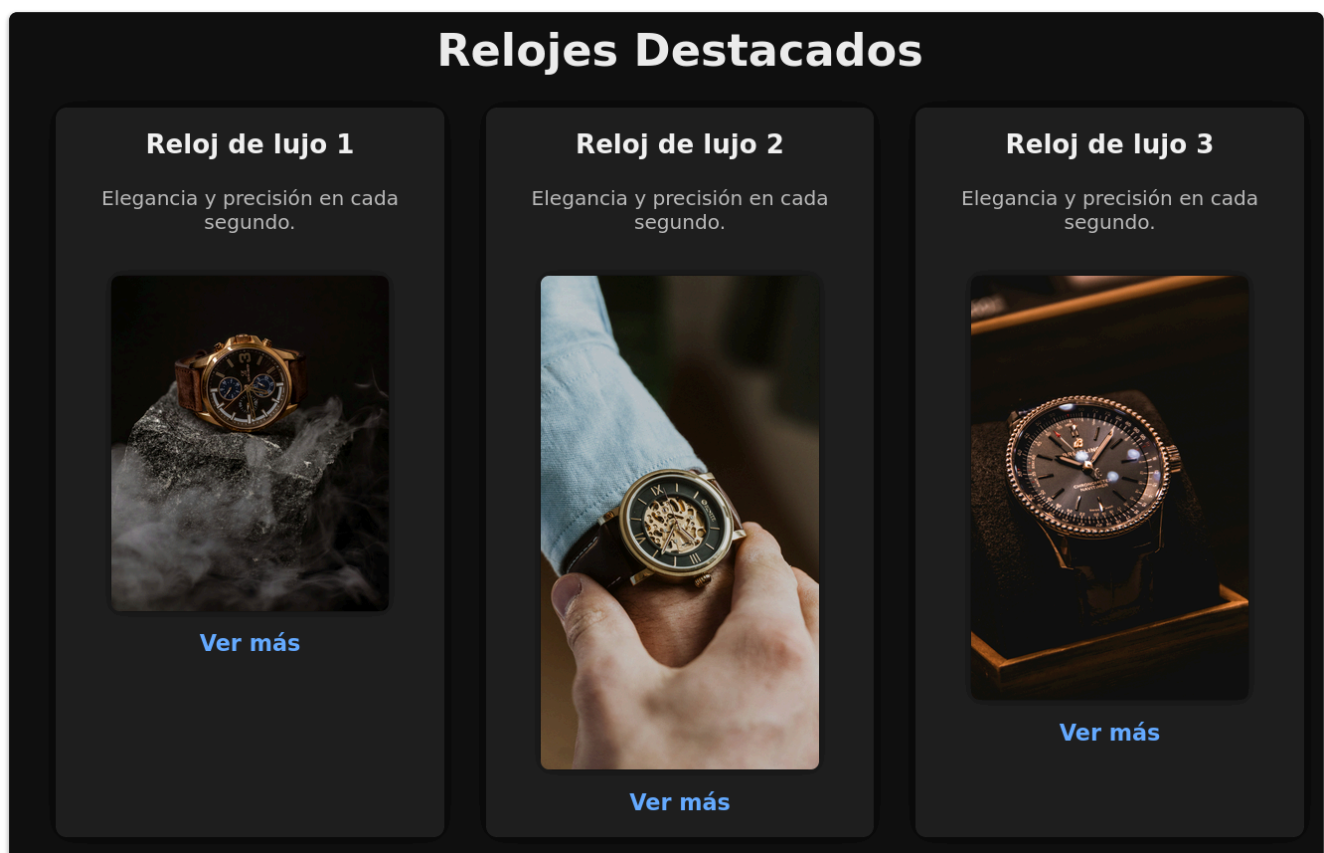 Relojes Destacados
Reloj de lujo 1
Elegancia y precisión en cada
segundo.
Ver más
Reloj de lujo 2
Elegancia y precisión en cada
segundo.
Ver más
Reloj de lujo 3
Elegancia y precisión en cada
segundo.
Ver más